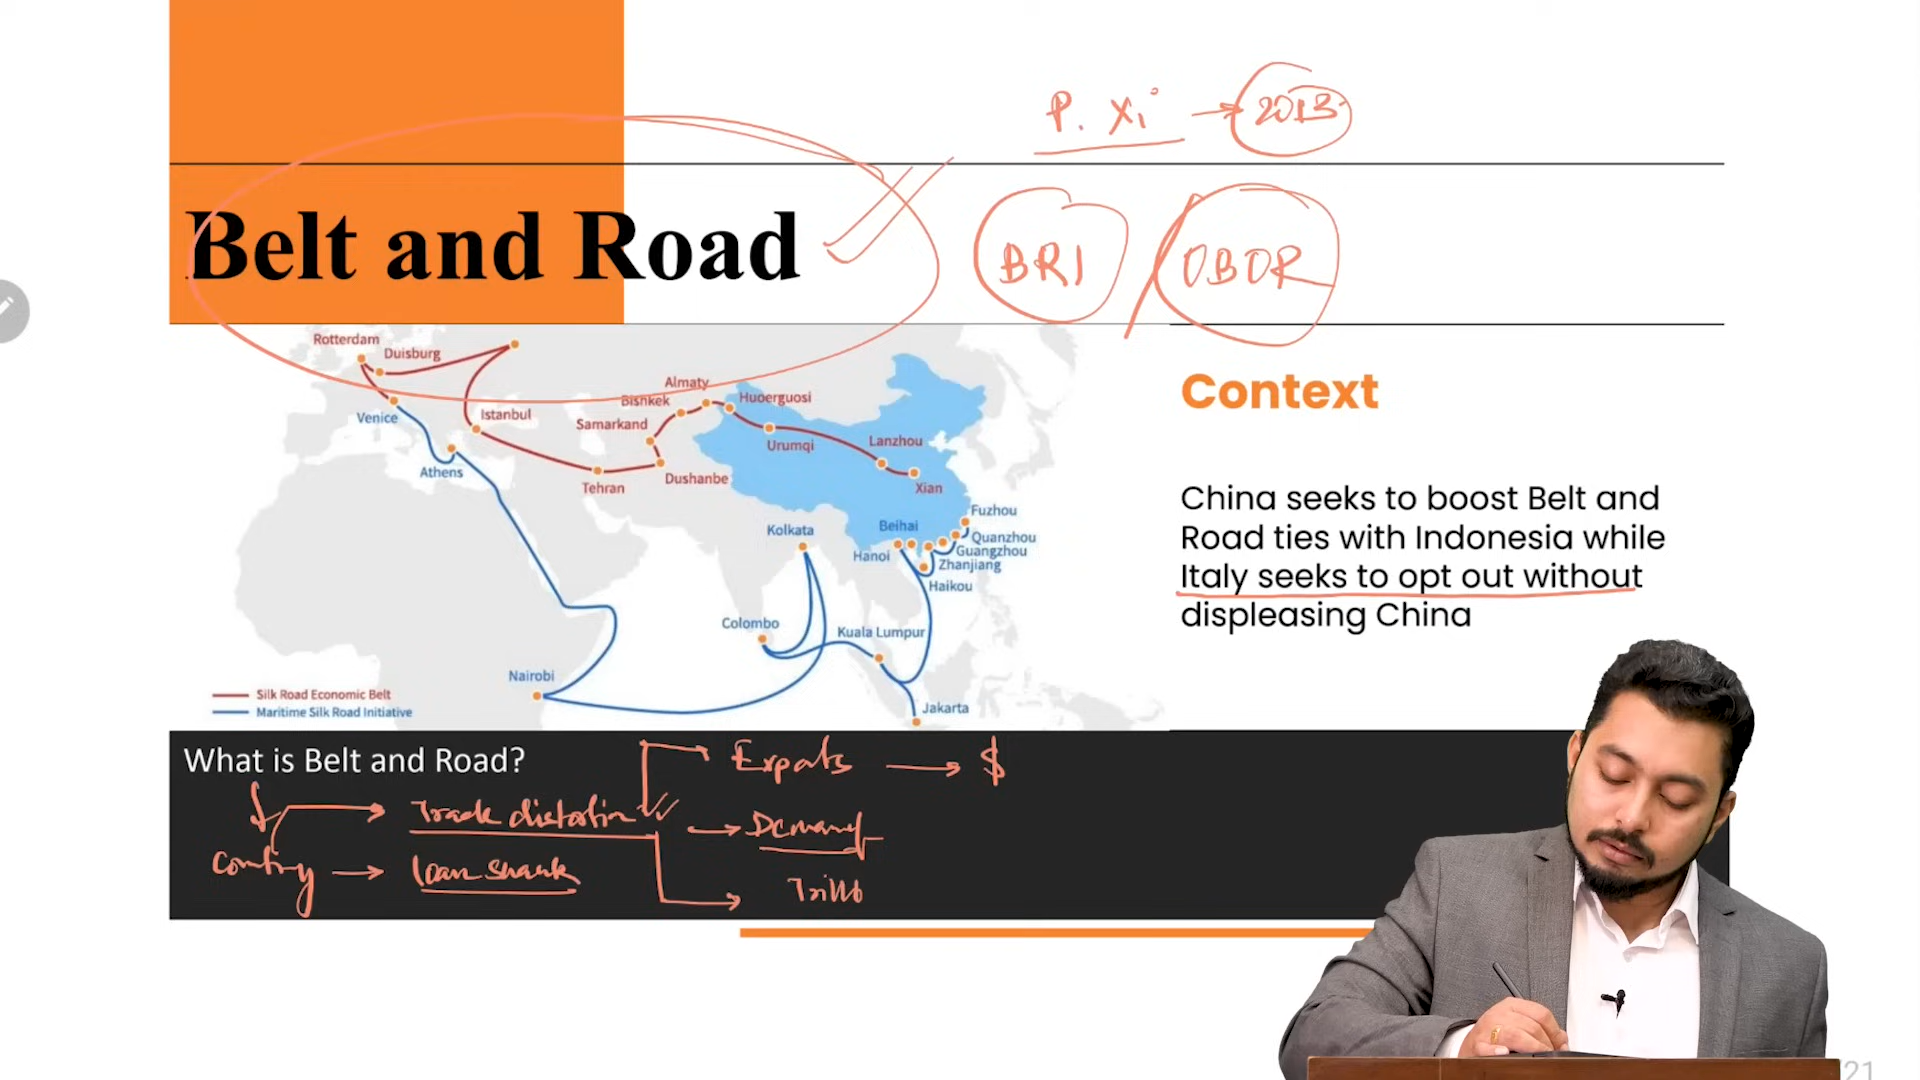 P. Xi → 2013
Belt and Road
BRI / OBOR
Rotterdam
Duisburg
Almaty
Bishkek
Huoerguosi
Venice
Istanbul
Samarkand
Urumqi
Lanzhou
Athens
Tehran
Dushanbe
Xian
Kolkata
Beihai
Fuzhou
Hanoi
Quanzhou
Guangzhou
Zhanjiang
Haikou
Colombo
Kuala Lumpur
Nairobi
Jakarta
Silk Road Economic Belt
Maritime Silk Road Initiative
Context
China seeks to boost Belt and
Road ties with Indonesia while
Italy seeks to opt out without
displeasing China
What is Belt and Road?
→ Exports → $
→ Trade distortion
→ Demand
Country → loan shark
21